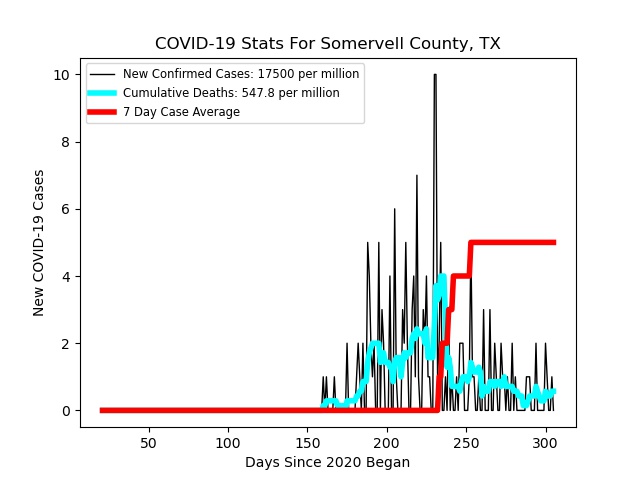 COVID-19 Stats For Somervell County, TX
New Confirmed Cases: 17500 per million
Cumulative Deaths: 547.8 per million
7 Day Case Average
New COVID-19 Cases
10
8
6
4
2
0
50 100 150 200 250 300
Days Since 2020 Began